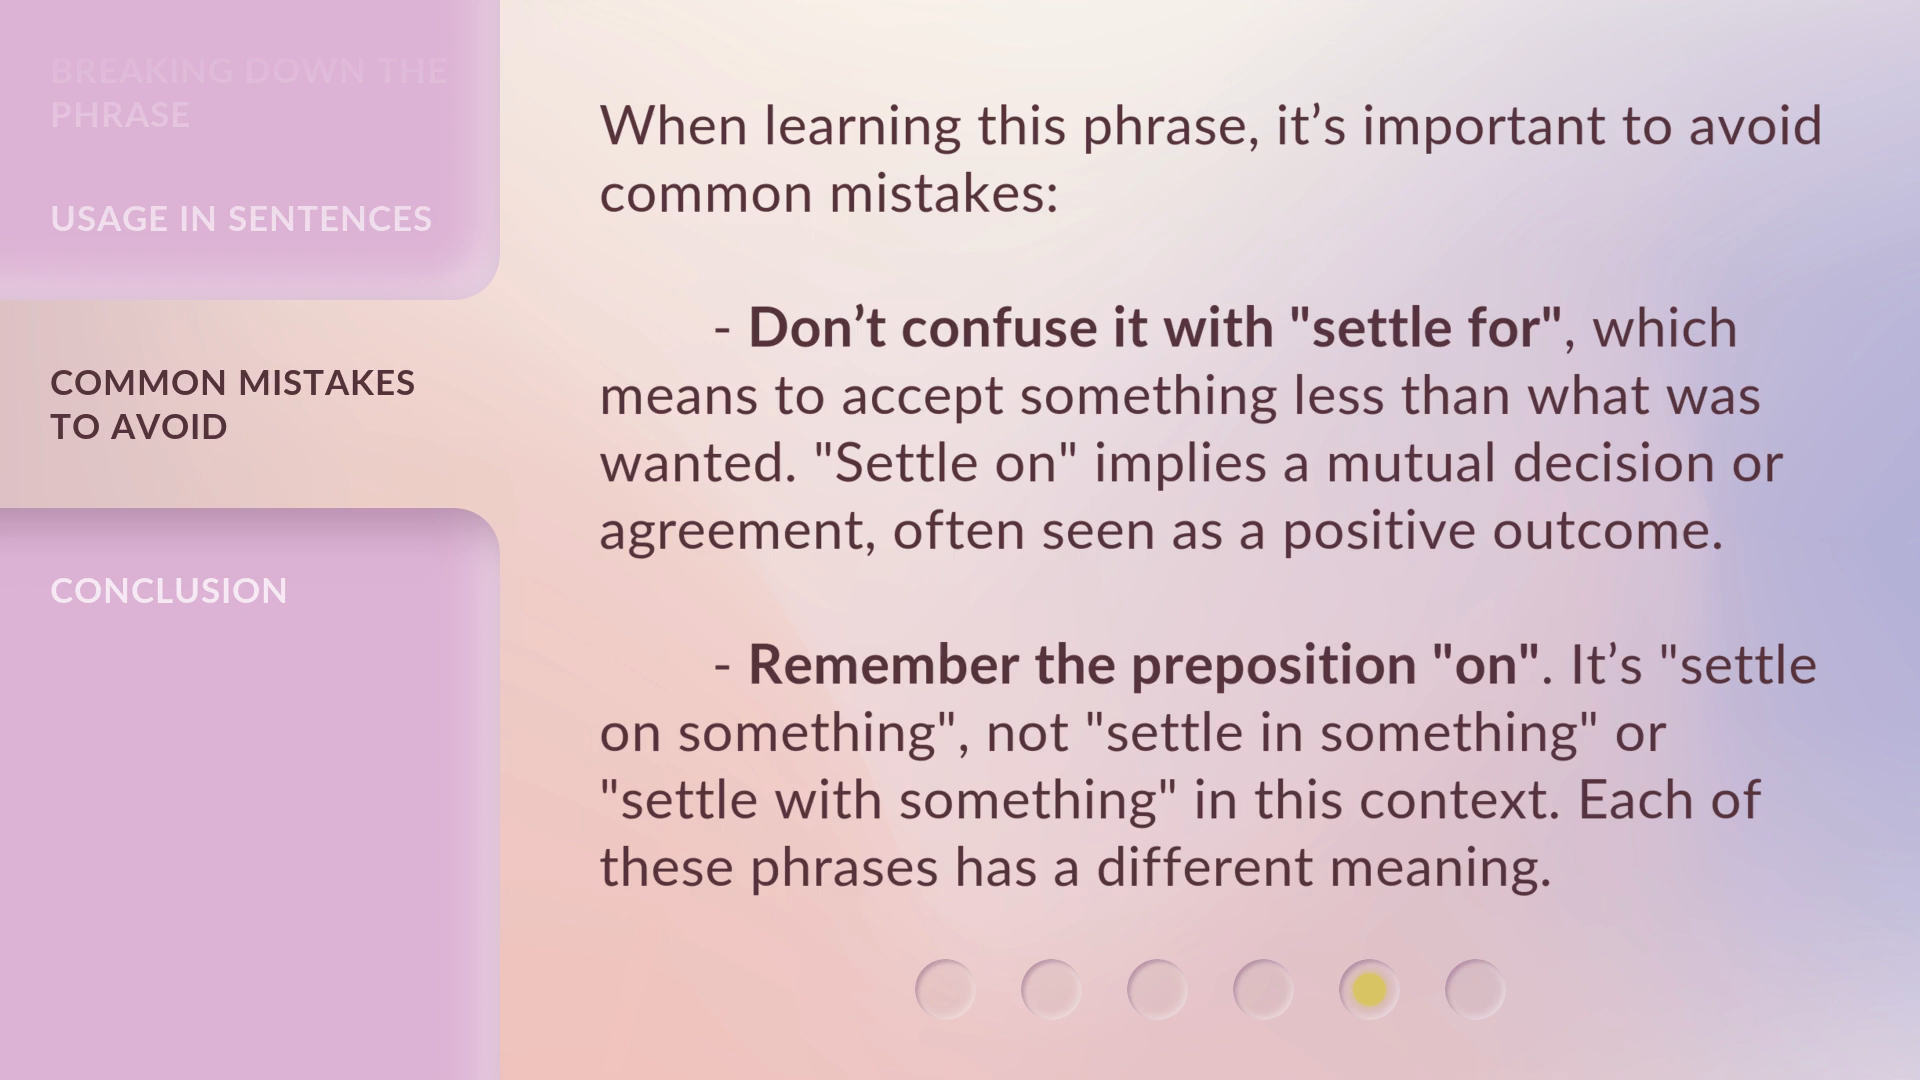 BREAKING DOWN THE
PHRASE
USAGE IN SENTENCES
COMMON MISTAKES
TO AVOID
CONCLUSION
When learning this phrase, it’s important to avoid
common mistakes:
- Don’t confuse it with "settle for", which
means to accept something less than what was
wanted. "Settle on" implies a mutual decision or
agreement, often seen as a positive outcome.
- Remember the preposition "on". It’s "settle
on something", not "settle in something" or
"settle with something" in this context. Each of
these phrases has a different meaning.